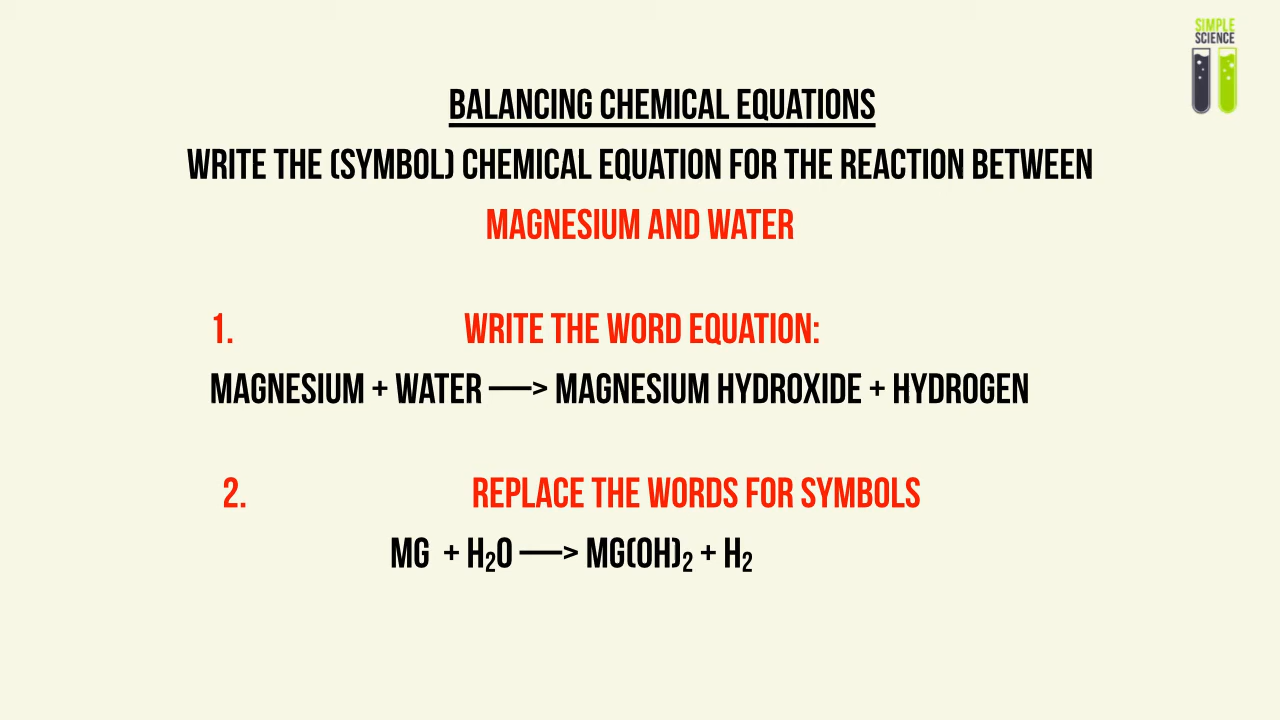 SIMPLE
SCIENCE
BALANCING CHEMICAL EQUATIONS
WRITE THE (SYMBOL) CHEMICAL EQUATION FOR THE REACTION BETWEEN
MAGNESIUM AND WATER
1. WRITE THE WORD EQUATION:
MAGNESIUM + WATER —–> MAGNESIUM HYDROXIDE + HYDROGEN
2. REPLACE THE WORDS FOR SYMBOLS
MG + H₂O —–> MG(OH)₂ + H₂